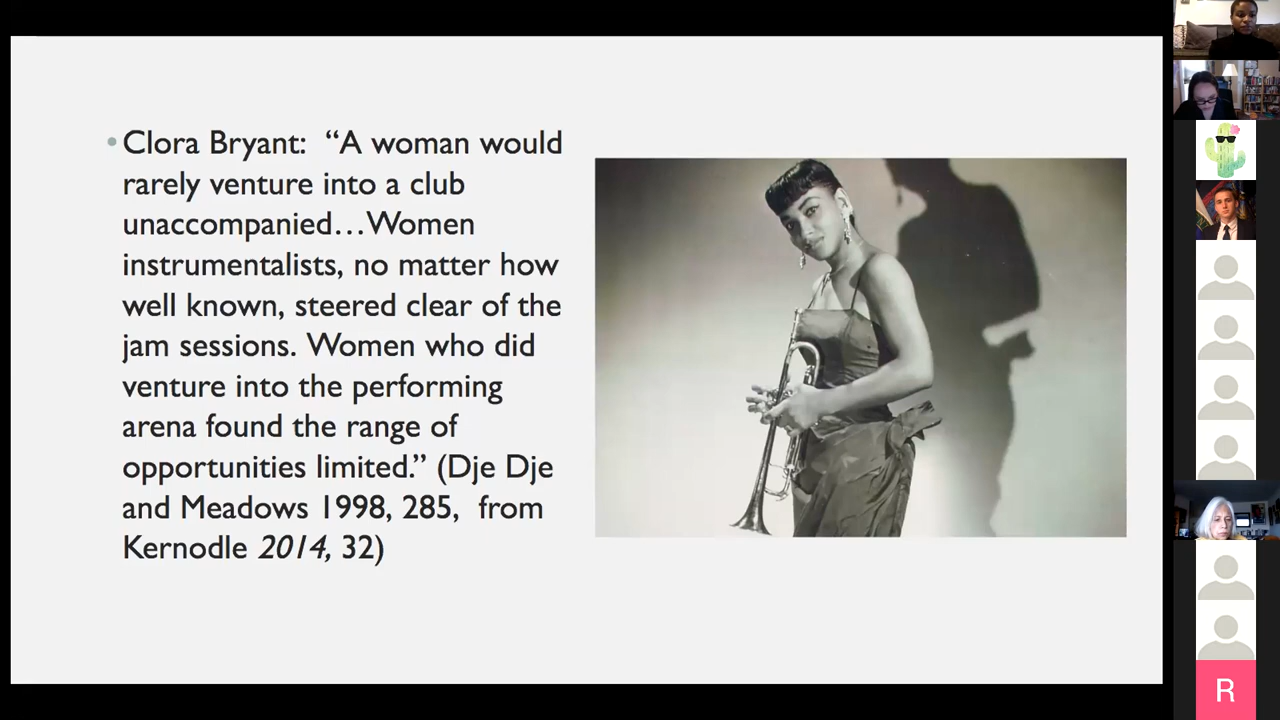 Clora Bryant:  “A woman would
rarely venture into a club
unaccompanied…Women
instrumentalists, no matter how
well known, steered clear of the
jam sessions. Women who did
venture into the performing
arena found the range of
opportunities limited.” (Dje Dje
and Meadows 1998, 285,  from
Kernodle 2014, 32)
R